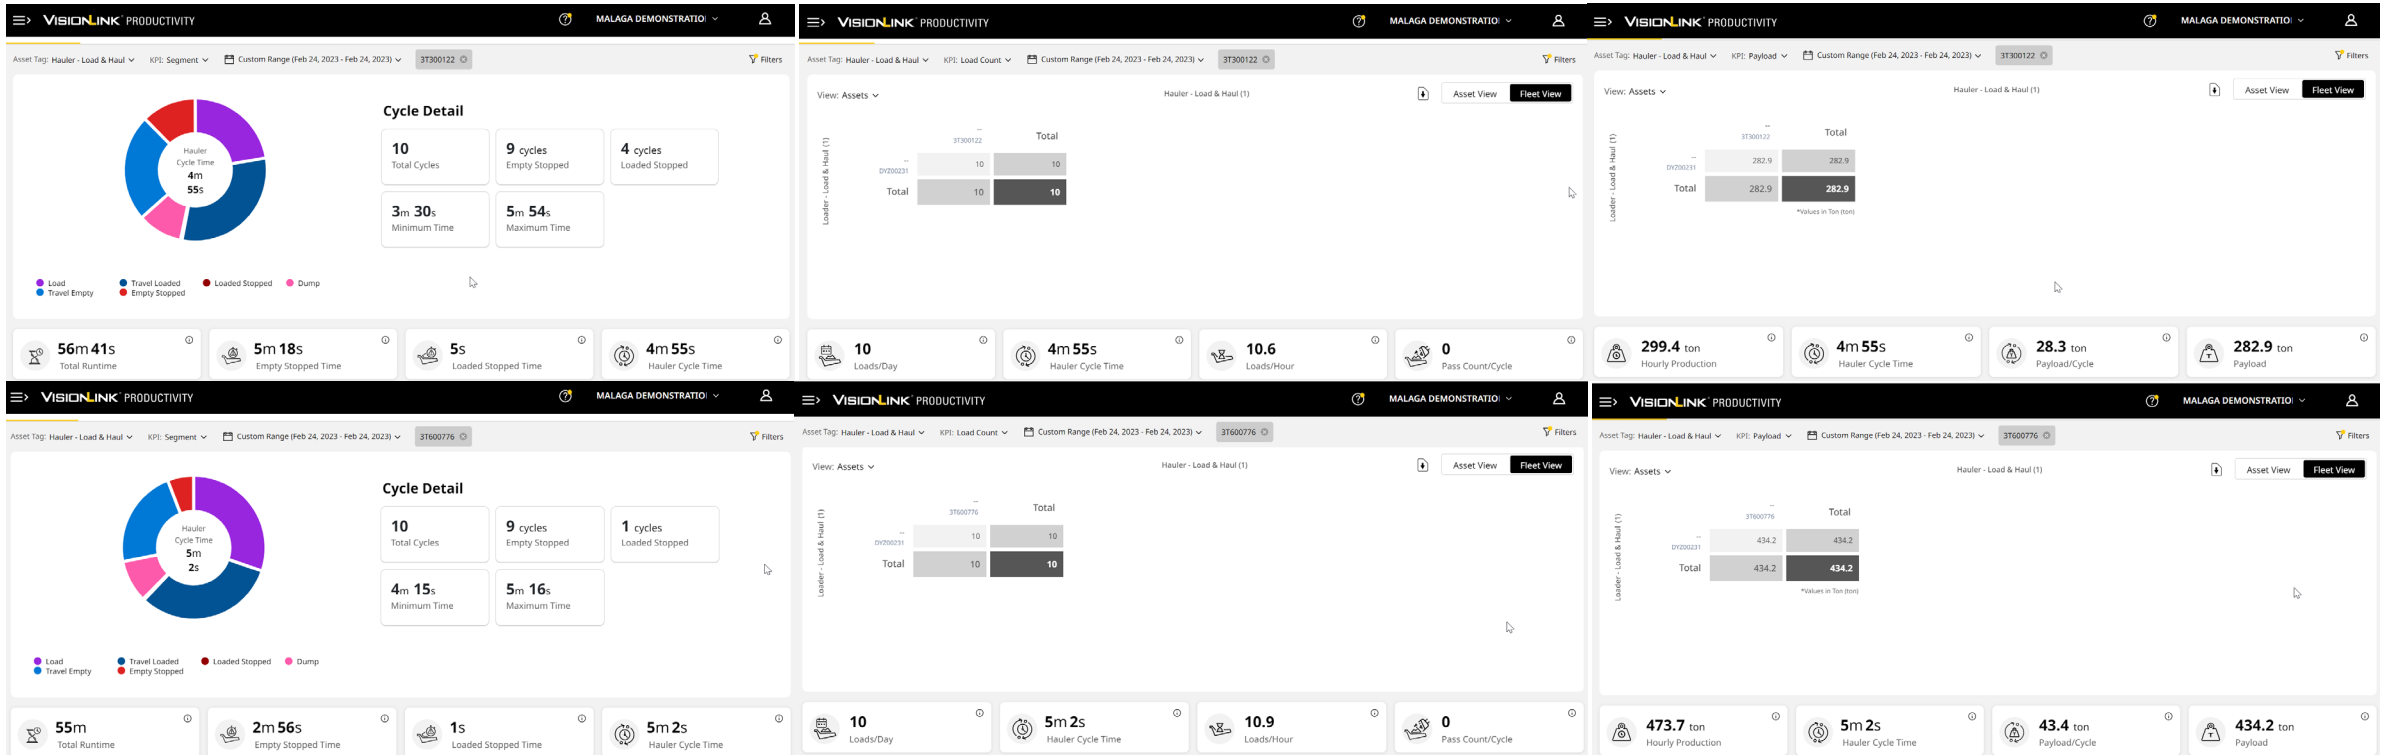 VISIONLINK PRODUCTIVITY
MALAGA DEMONSTRATIO
Asset Tag: Hauler - Load & Haul
KPI: Segment
Custom Range (Feb 24, 2023 - Feb 24, 2023)
3T300122
Filters
Hauler
Cycle Time
4m
55s
Cycle Detail
10
Total Cycles
9 cycles
Empty Stopped
4 cycles
Loaded Stopped
3m 30s
Minimum Time
5m 54s
Maximum Time
Load
Travel Loaded
Loaded Stopped
Dump
Travel Empty
Empty Stopped
56m 41s
Total Runtime
5m 18s
Empty Stopped Time
5s
Loaded Stopped Time
4m 55s
Hauler Cycle Time
VISIONLINK PRODUCTIVITY
MALAGA DEMONSTRATIO
Asset Tag: Hauler - Load & Haul
KPI: Load Count
Custom Range (Feb 24, 2023 - Feb 24, 2023)
3T300122
Filters
View: Assets
Hauler - Load & Haul (1)
Asset View
Fleet View
Loader - Load & Haul (1)
--
3T300122
Total
--
DYZ00231
10
10
Total
10
10
10
Loads/Day
4m 55s
Hauler Cycle Time
10.6
Loads/Hour
0
Pass Count/Cycle
VISIONLINK PRODUCTIVITY
MALAGA DEMONSTRATIO
Asset Tag: Hauler - Load & Haul
KPI: Payload
Custom Range (Feb 24, 2023 - Feb 24, 2023)
3T300122
Filters
View: Assets
Hauler - Load & Haul (1)
Asset View
Fleet View
Loader - Load & Haul (1)
--
3T300122
Total
--
DYZ00231
282.9
282.9
Total
282.9
282.9
*Values in Ton (ton)
299.4 ton
Hourly Production
4m 55s
Hauler Cycle Time
28.3 ton
Payload/Cycle
282.9 ton
Payload
VISIONLINK PRODUCTIVITY
MALAGA DEMONSTRATIO
Asset Tag: Hauler - Load & Haul
KPI: Segment
Custom Range (Feb 24, 2023 - Feb 24, 2023)
3T600776
Filters
Hauler
Cycle Time
5m
2s
Cycle Detail
10
Total Cycles
9 cycles
Empty Stopped
1 cycles
Loaded Stopped
4m 15s
Minimum Time
5m 16s
Maximum Time
Load
Travel Loaded
Loaded Stopped
Dump
Travel Empty
Empty Stopped
55m
Total Runtime
2m 56s
Empty Stopped Time
1s
Loaded Stopped Time
5m 2s
Hauler Cycle Time
VISIONLINK PRODUCTIVITY
MALAGA DEMONSTRATIO
Asset Tag: Hauler - Load & Haul
KPI: Load Count
Custom Range (Feb 24, 2023 - Feb 24, 2023)
3T600776
Filters
View: Assets
Hauler - Load & Haul (1)
Asset View
Fleet View
Loader - Load & Haul (1)
--
3T600776
Total
--
DYZ00231
10
10
Total
10
10
10
Loads/Day
5m 2s
Hauler Cycle Time
10.9
Loads/Hour
0
Pass Count/Cycle
VISIONLINK PRODUCTIVITY
MALAGA DEMONSTRATIO
Asset Tag: Hauler - Load & Haul
KPI: Payload
Custom Range (Feb 24, 2023 - Feb 24, 2023)
3T600776
Filters
View: Assets
Hauler - Load & Haul (1)
Asset View
Fleet View
Loader - Load & Haul (1)
--
3T600776
Total
--
DYZ00231
434.2
434.2
Total
434.2
434.2
*Values in Ton (ton)
473.7 ton
Hourly Production
5m 2s
Hauler Cycle Time
43.4 ton
Payload/Cycle
434.2 ton
Payload